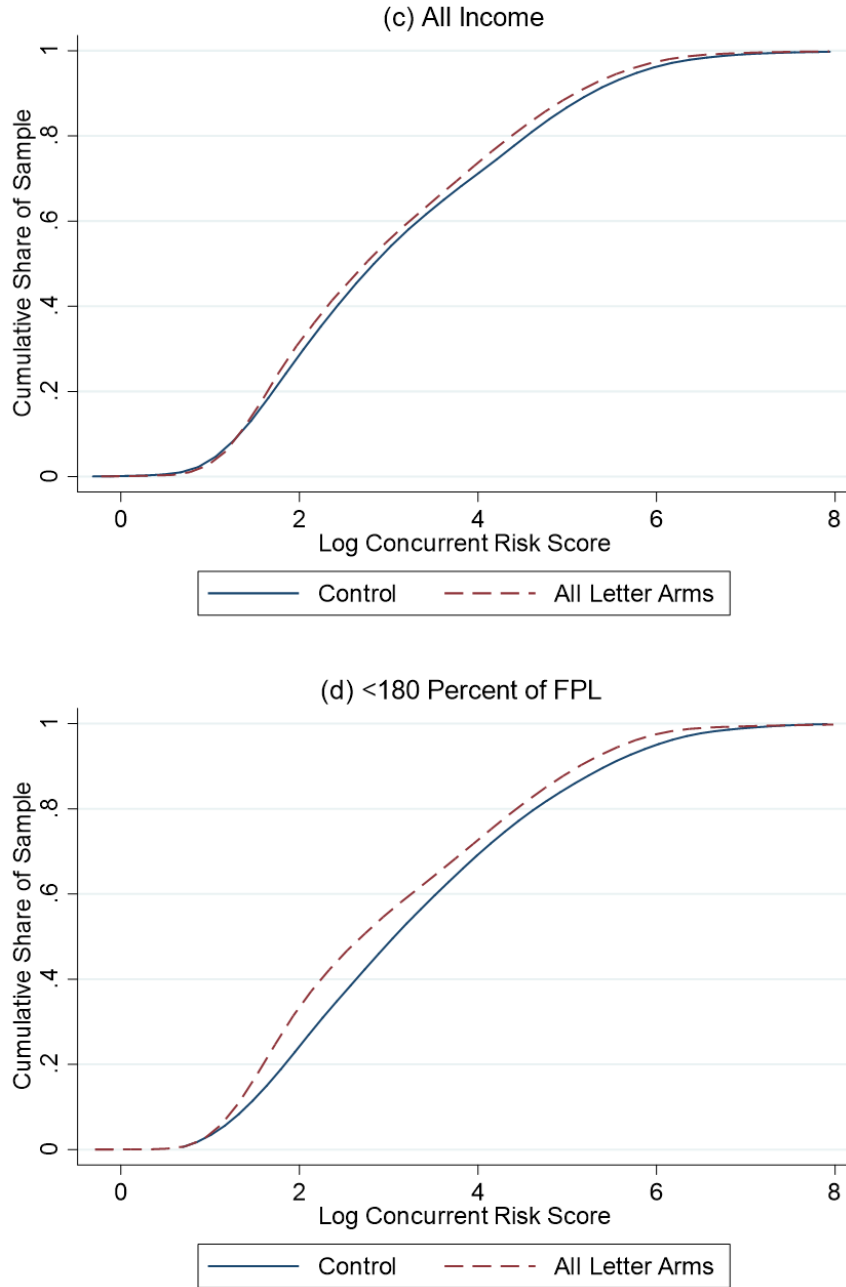 (c) All Income
Cumulative Share of Sample
1
.8
.6
.4
.2
0
0 2 4 6 8
Log Concurrent Risk Score
Control All Letter Arms
(d) <180 Percent of FPL
Cumulative Share of Sample
1
.8
.6
.4
.2
0
0 2 4 6 8
Log Concurrent Risk Score
Control All Letter Arms